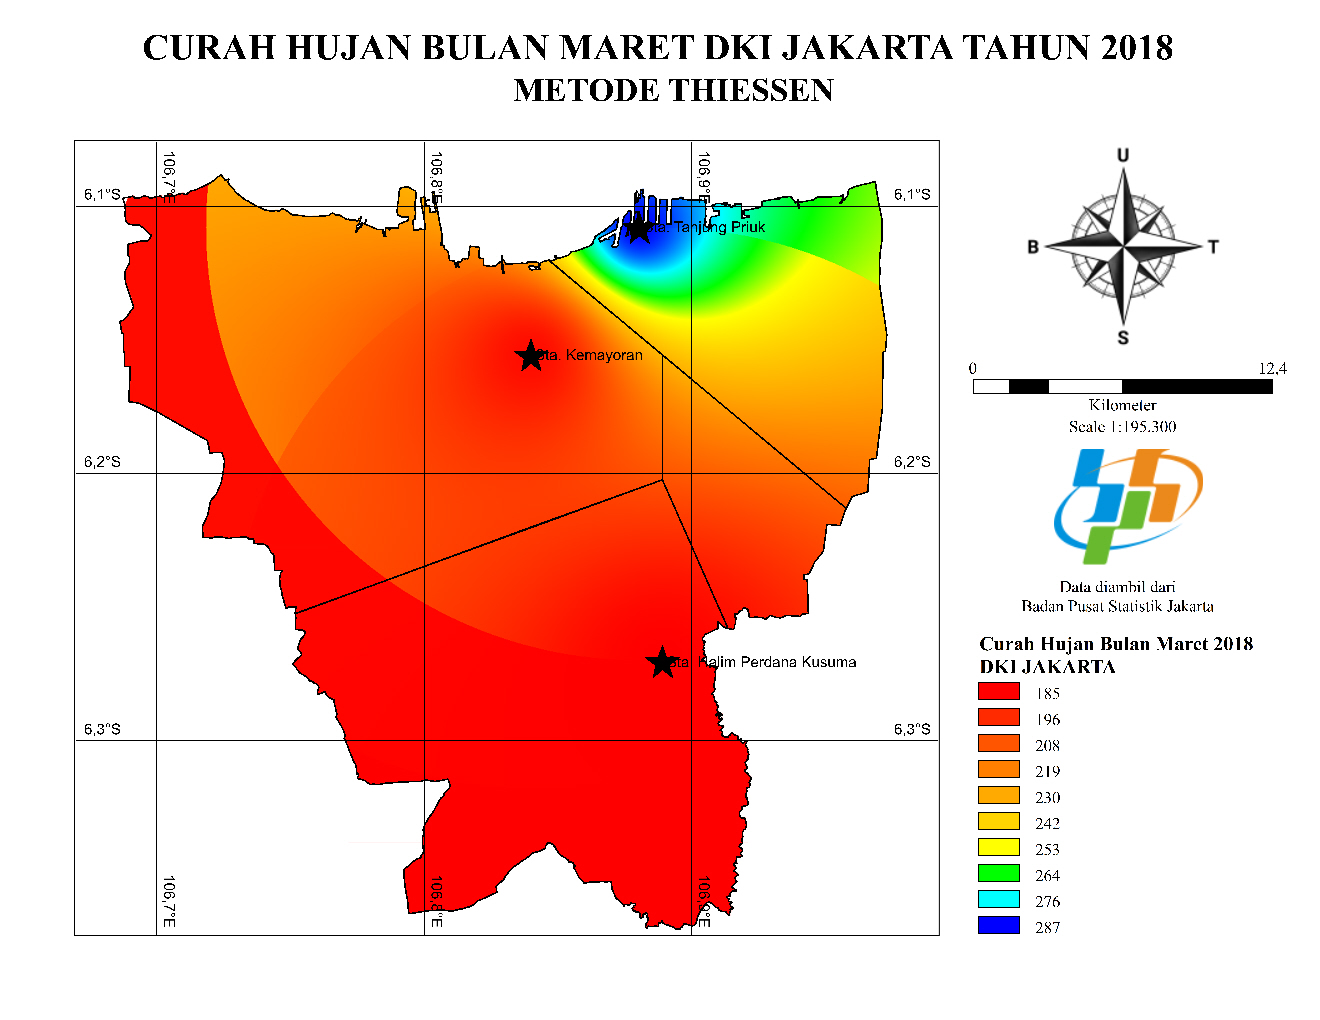 CURAH HUJAN BULAN MARET DKI JAKARTA TAHUN 2018
METODE THIESSEN
106,7°E
106,8°E
106,9°E
6,1°S
6,1°S
Sta. Tanjung Priuk
Sta. Kemayoran
6,2°S
6,2°S
Sta. Halim Perdana Kusuma
6,3°S
6,3°S
106,7°E
106,8°E
106,9°E
U
B
T
S
0
12,4
Kilometer
Scale 1:195.300
Data diambil dari
Badan Pusat Statistik Jakarta
Curah Hujan Bulan Maret 2018
DKI JAKARTA
185
196
208
219
230
242
253
264
276
287